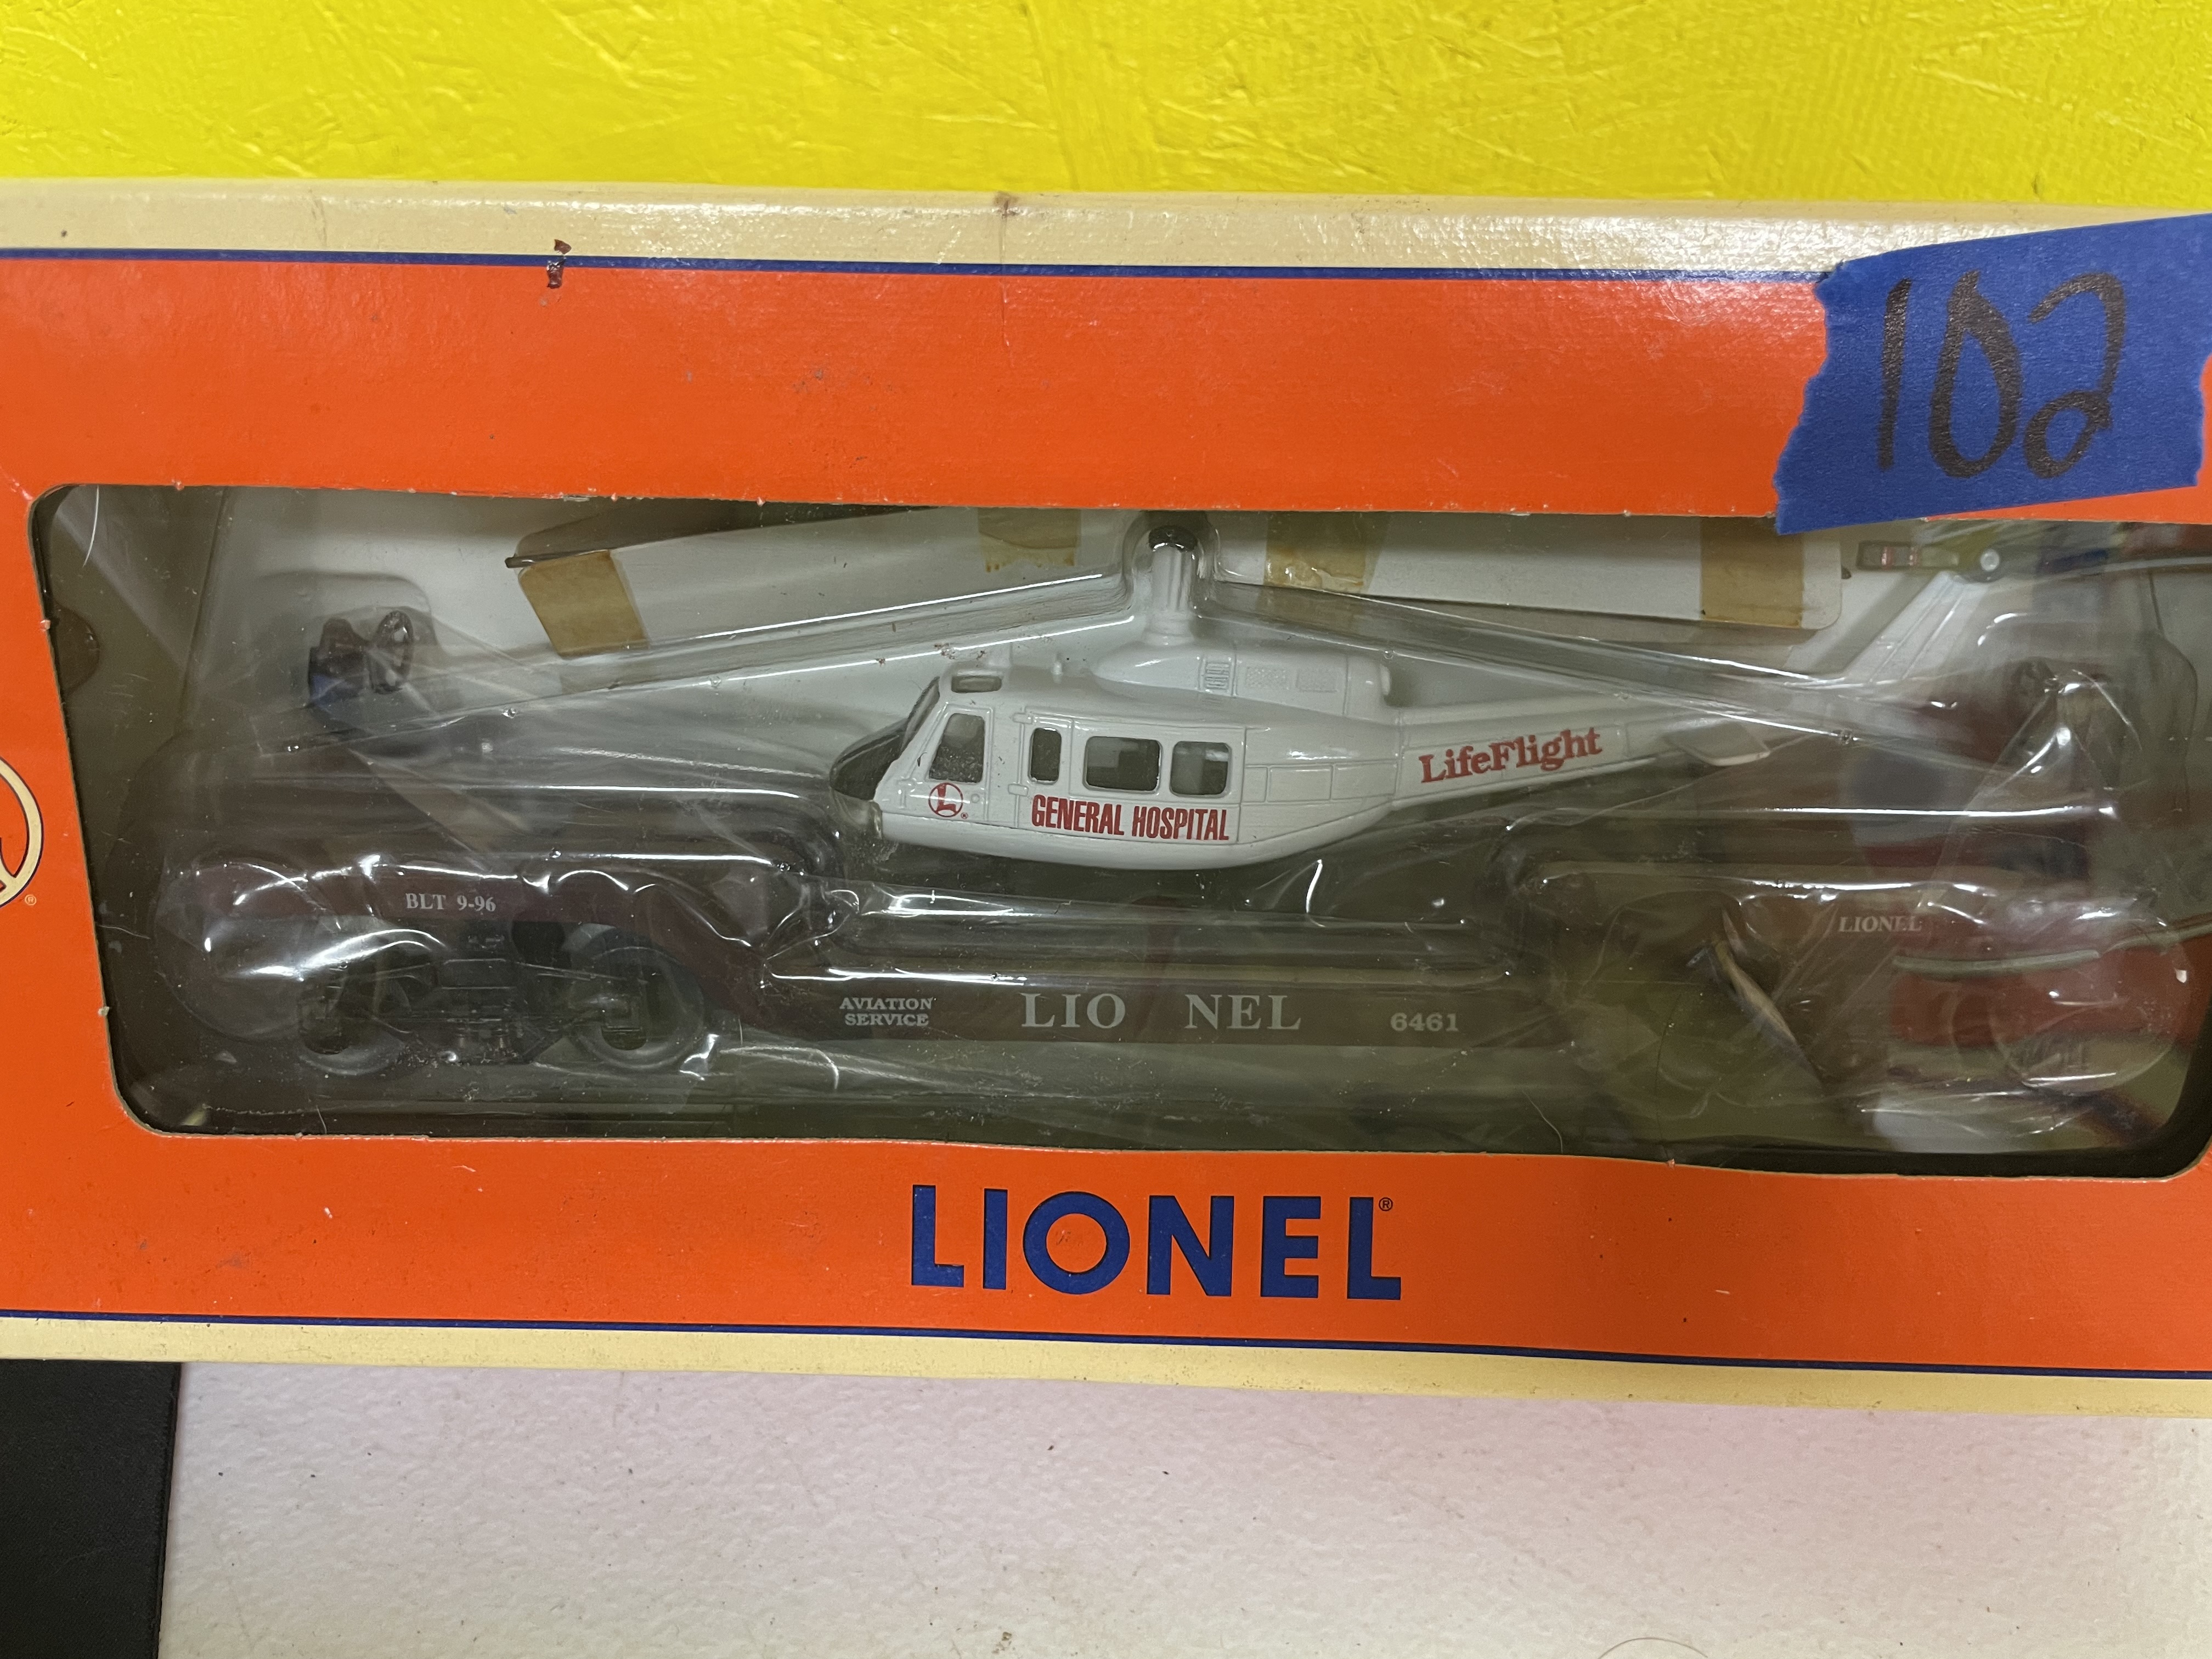 102
LifeFlight
L
®
GENERAL HOSPITAL
BLT 9-96
LIONEL
AVIATION
SERVICE
LIO NEL
6461
®
LIONEL®